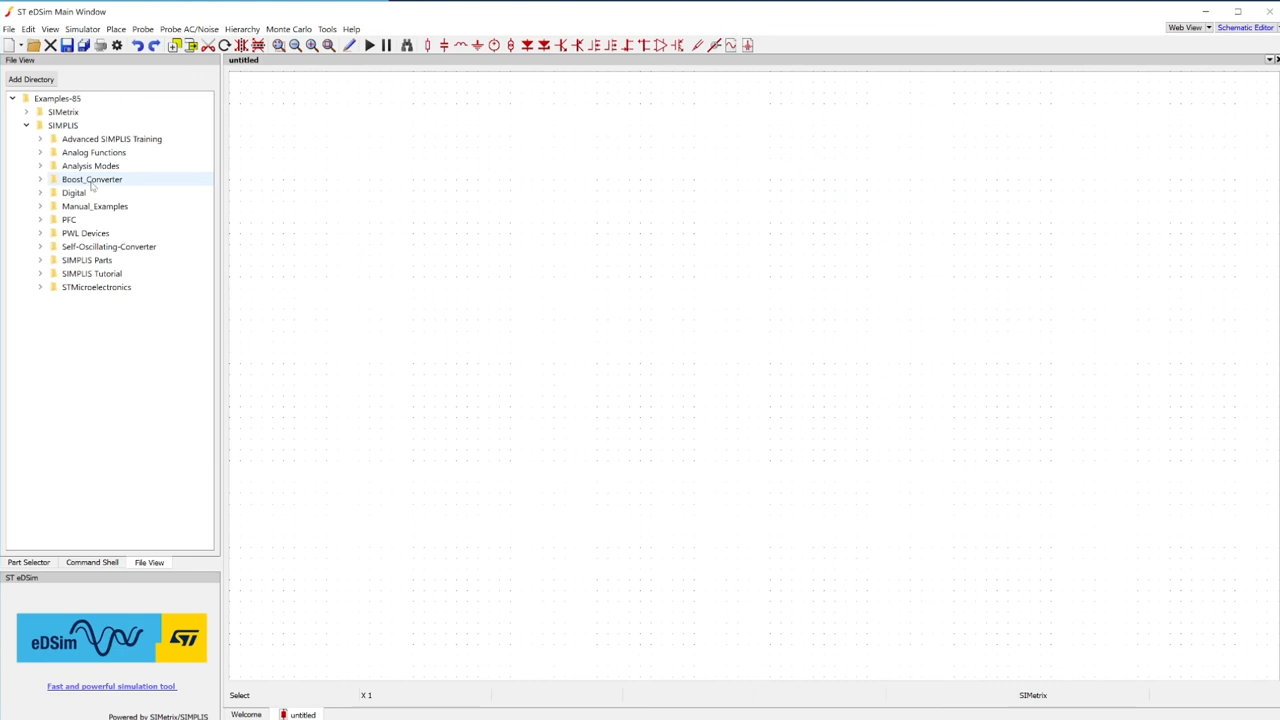 ST eDSim Main Window
File Edit View Simulator Place Probe Probe AC/Noise Hierarchy Monte Carlo Tools Help
Web View Schematic Editor
File View
untitled
Add Directory
Examples-85
SIMetrix
SIMPLIS
Advanced SIMPLIS Training
Analog Functions
Analysis Modes
Boost_Converter
Digital
Manual_Examples
PFC
PWL Devices
Self-Oscillating-Converter
SIMPLIS Parts
SIMPLIS Tutorial
STMicroelectronics
Part Selector Command Shell File View
ST eDSim
eDSim ST
Fast and powerful simulation tool
Powered by SIMetrix/SIMPLIS
Select X 1 SIMetrix
Welcome untitled